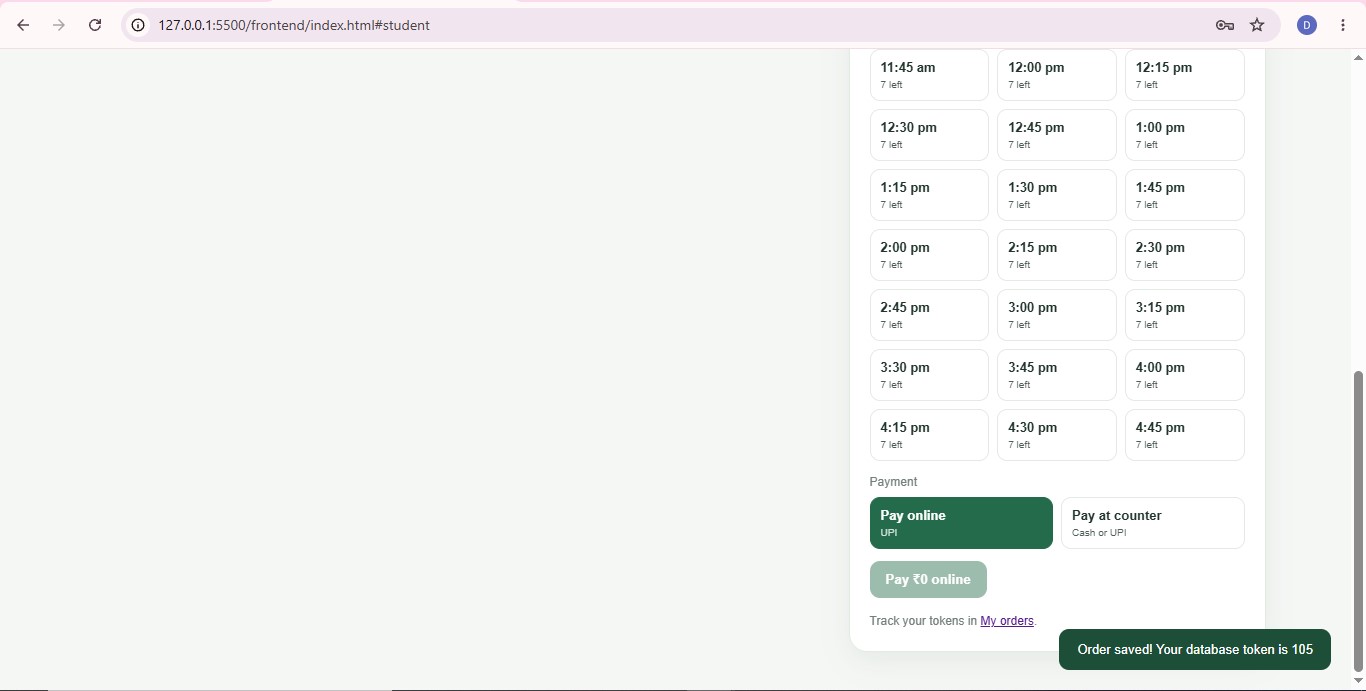 127.0.0.1:5500/frontend/index.html#student
D
11:45 am 12:00 pm 12:15 pm
7 left 7 left 7 left
12:30 pm 12:45 pm 1:00 pm
7 left 7 left 7 left
1:15 pm 1:30 pm 1:45 pm
7 left 7 left 7 left
2:00 pm 2:15 pm 2:30 pm
7 left 7 left 7 left
2:45 pm 3:00 pm 3:15 pm
7 left 7 left 7 left
3:30 pm 3:45 pm 4:00 pm
7 left 7 left 7 left
4:15 pm 4:30 pm 4:45 pm
7 left 7 left 7 left
Payment
Pay online Pay at counter
UPI Cash or UPI
Pay ₹0 online
Track your tokens in My orders.
Order saved! Your database token is 105